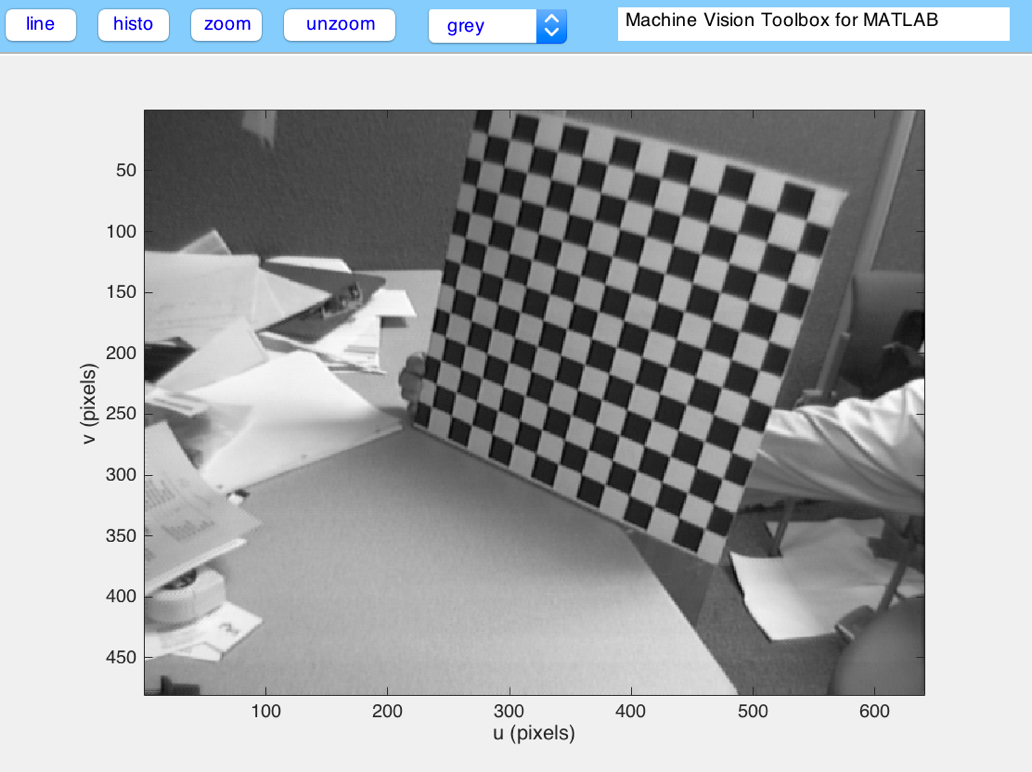 line histo zoom unzoom grey Machine Vision Toolbox for MATLAB
50
100
150
200
250
300
350
400
450
v (pixels)
100 200 300 400 500 600
u (pixels)